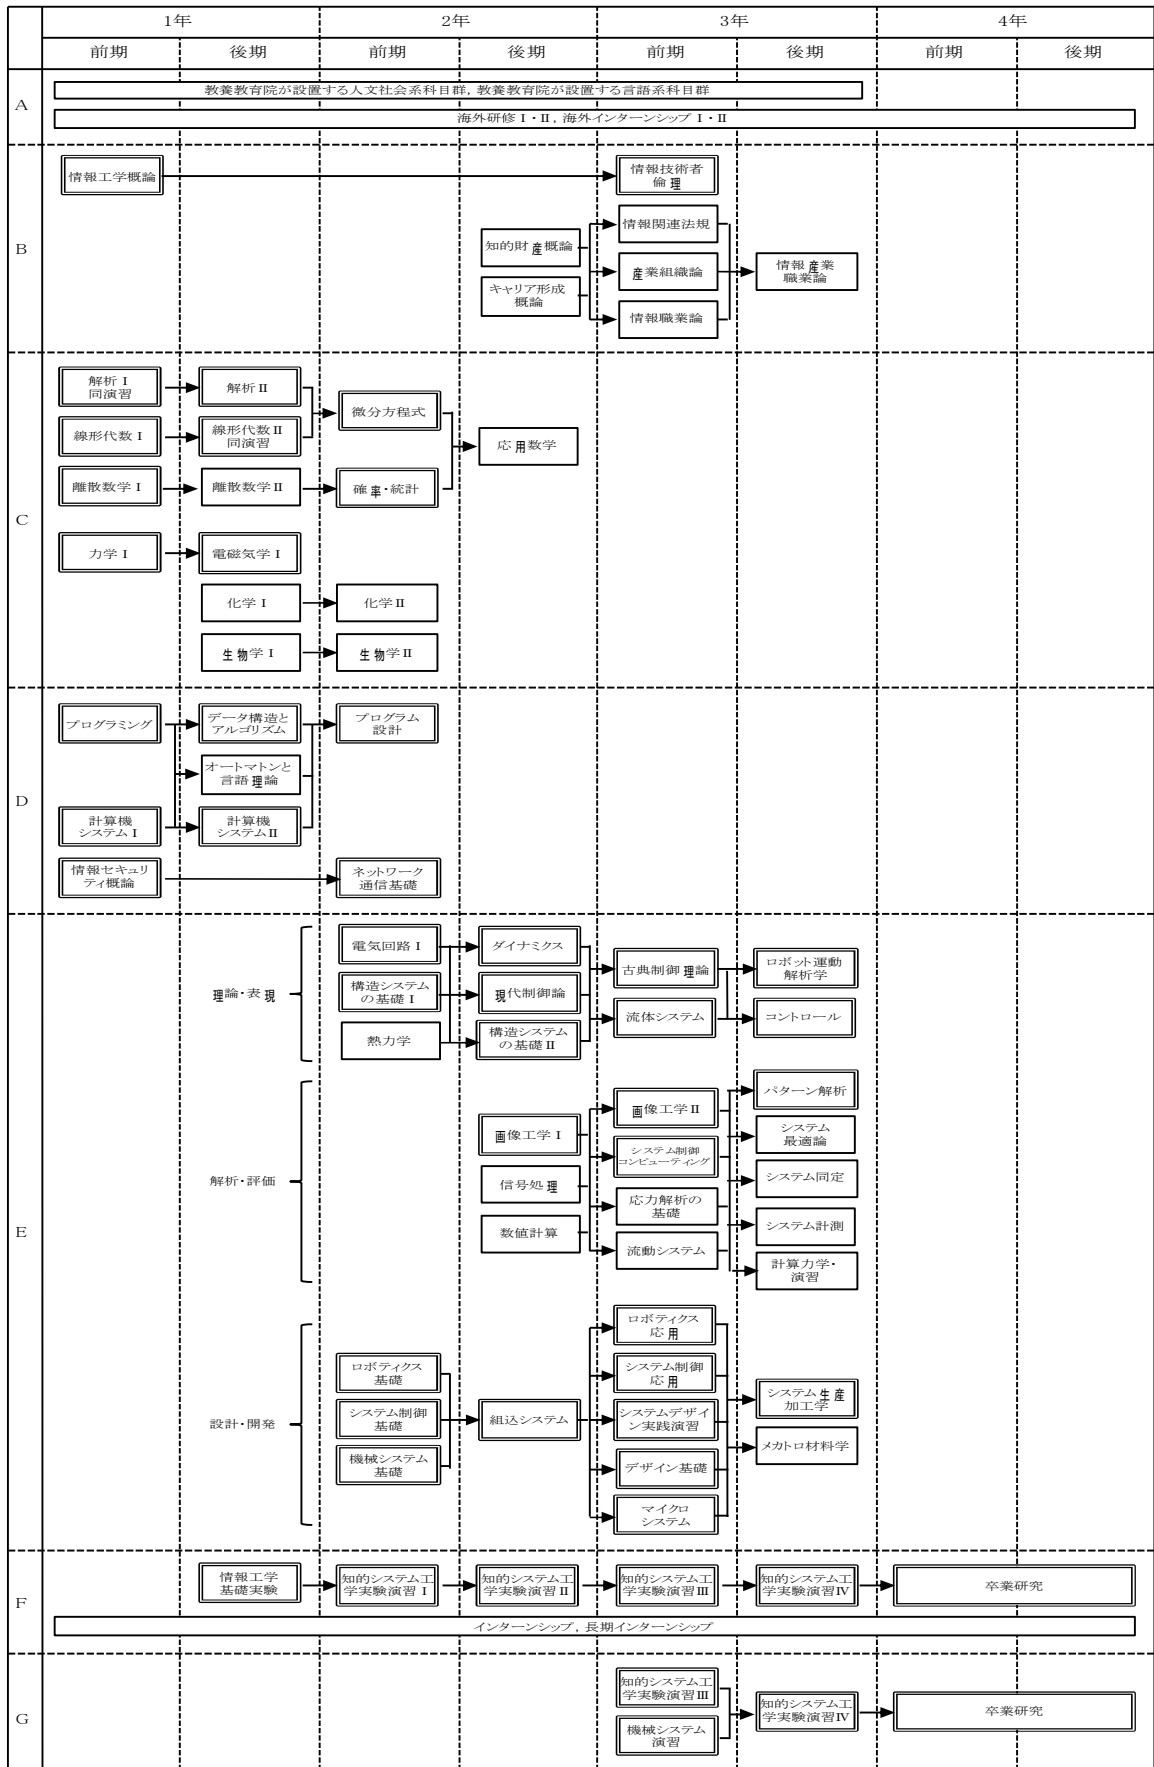 1年
2年
3年
4年
前期
後期
前期
後期
前期
後期
前期
後期
A
教養教育院が設置する人文社会系科目群, 教養教育院が設置する言語系科目群
海外研修Ⅰ・Ⅱ, 海外インターンシップⅠ・Ⅱ
B
情報工学概論
情報技術者
倫理
情報関連法規
知的財産概論
産業組織論
情報産業
職業論
キャリア形成
概論
情報職業論
C
解析Ⅰ
同演習
解析Ⅱ
微分方程式
線形代数Ⅰ
線形代数Ⅱ
同演習
応用数学
離散数学Ⅰ
離散数学Ⅱ
確率・統計
力学Ⅰ
電磁気学Ⅰ
化学Ⅰ
化学Ⅱ
生物学Ⅰ
生物学Ⅱ
D
プログラミング
データ構造と
アルゴリズム
プログラム
設計
オートマトンと
言語理論
計算機
システムⅠ
計算機
システムⅡ
情報セキュリ
ティ概論
ネットワーク
通信基礎
E
理論・表現
電気回路Ⅰ
ダイナミクス
古典制御理論
ロボット運動
解析学
構造システム
の基礎Ⅰ
現代制御論
流体システム
コントロール
熱力学
構造システム
の基礎Ⅱ
解析・評価
画像工学Ⅰ
画像工学Ⅱ
パターン解析
システム制御
コンピューティング
システム
最適論
信号処理
応力解析の
基礎
システム同定
数値計算
流動システム
システム計測
計算力学・
演習
設計・開発
ロボティクス
基礎
ロボティクス
応用
システム制御
応用
システム制御
基礎
組込システム
システムデザイ
ン実践演習
システム生産
加工学
機械システム
基礎
デザイン基礎
メカトロ材料学
マイクロ
システム
F
情報工学
基礎実験
知的システム工
学実験演習Ⅰ
知的システム工
学実験演習Ⅱ
知的システム工
学実験演習Ⅲ
知的システム工
学実験演習Ⅳ
卒業研究
インターンシップ, 長期インターンシップ
G
知的システム工
学実験演習Ⅲ
知的システム工
学実験演習Ⅳ
卒業研究
機械システム
演習